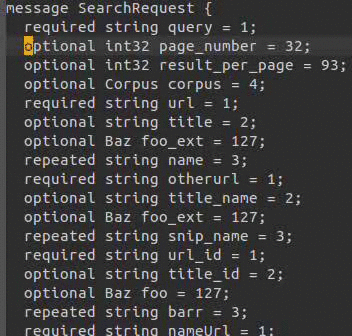 message SearchRequest {
required string query = 1;
optional int32 page_number = 32;
optional int32 result_per_page = 93;
optional Corpus corpus = 4;
required string url = 1;
optional string title = 2;
optional Baz foo_ext = 127;
repeated string name = 3;
required string otherurl = 1;
optional string title_name = 2;
optional Baz foo_ext = 127;
repeated string snip_name = 3;
required string url_id = 1;
optional string title_id = 2;
optional Baz foo = 127;
repeated string barr = 3;
required string nameUrl = 1;